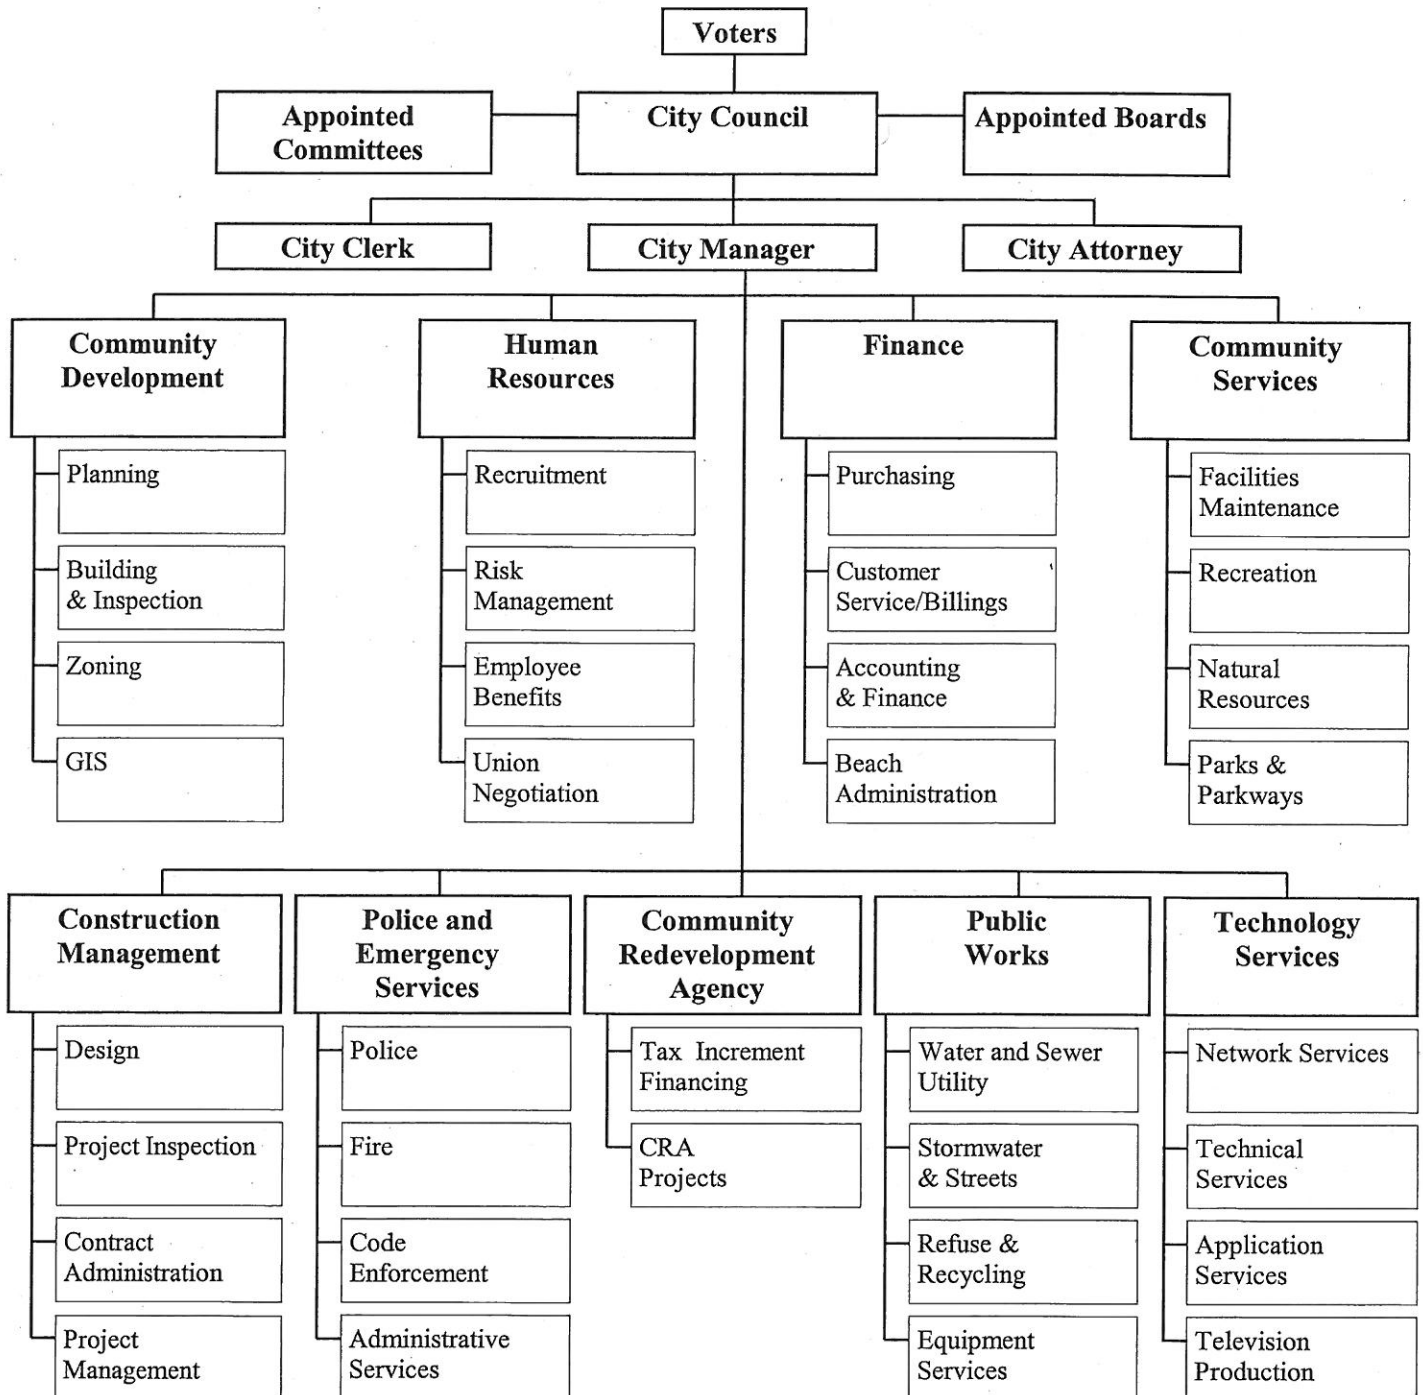 Voters
Appointed
Committees
City Council
Appointed Boards
City Clerk
City Manager
City Attorney
Community
Development
Human
Resources
Finance
Community
Services
Planning
Building
& Inspection
Zoning
GIS
Recruitment
Risk
Management
Employee
Benefits
Union
Negotiation
Purchasing
Customer
Service/Billings
Accounting
& Finance
Beach
Administration
Facilities
Maintenance
Recreation
Natural
Resources
Parks &
Parkways
Construction
Management
Police and
Emergency
Services
Community
Redevelopment
Agency
Public
Works
Technology
Services
Design
Project Inspection
Contract
Administration
Project
Management
Police
Fire
Code
Enforcement
Administrative
Services
Tax Increment
Financing
CRA
Projects
Water and Sewer
Utility
Stormwater
& Streets
Refuse &
Recycling
Equipment
Services
Network Services
Technical
Services
Application
Services
Television
Production